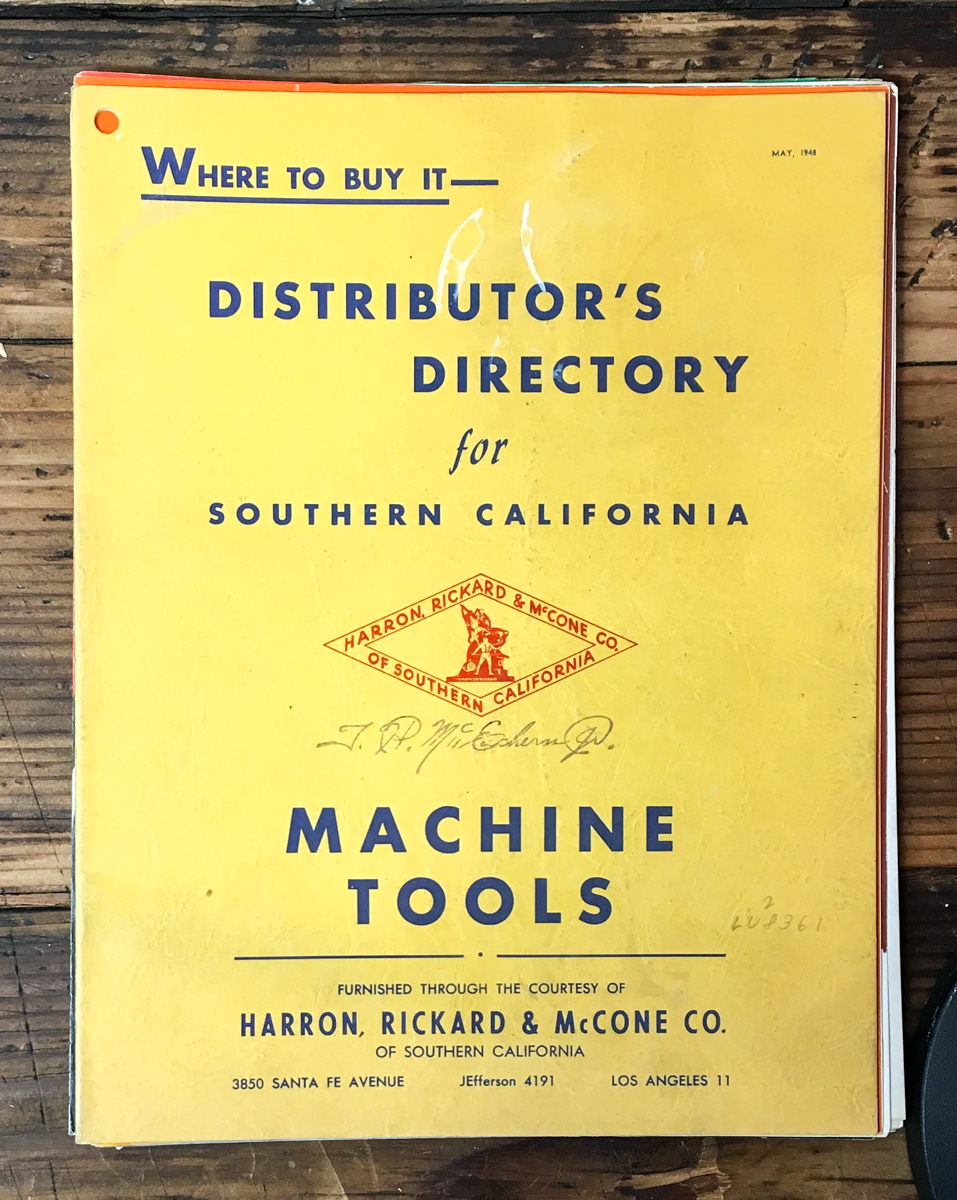 WHERE TO BUY IT—
MAY, 1948
DISTRIBUTOR'S
DIRECTORY
for
SOUTHERN CALIFORNIA
HARRON, RICKARD & McCONE CO.
OF SOUTHERN CALIFORNIA
MACHINE
TOOLS
FURNISHED THROUGH THE COURTESY OF
HARRON, RICKARD & McCONE CO.
OF SOUTHERN CALIFORNIA
3850 SANTA FE AVENUE JEfferson 4191 LOS ANGELES 11